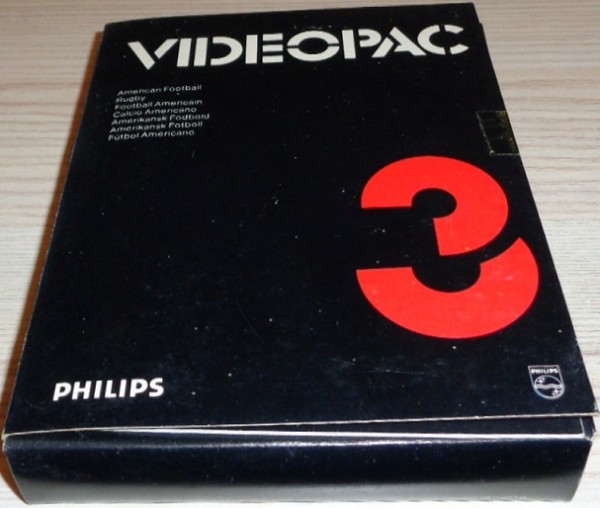 VIDEOPAC
American Football
Rugby
Football Americain
Calcio Americano
Amerikansk Fodbold
Amerikansk Fotboll
Fútbol Americano
3
PHILIPS
PHILIPS